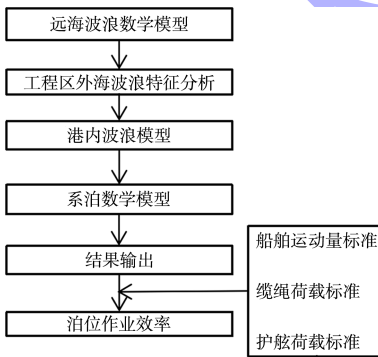 远海波浪数学模型
工程区外海波浪特征分析
港内波浪模型
系泊数学模型
结果输出
泊位作业效率
船舶运动量标准
缆绳荷载标准
护舷荷载标准